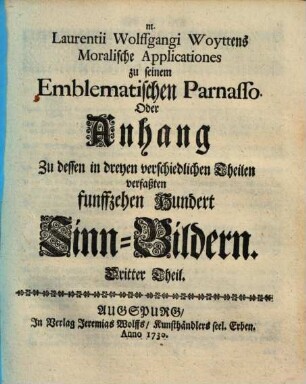 m.
Laurentii Wolffgangi Woyttens
Moralische Applicationes
zu seinem
Emblematischen Parnasso.
Oder
Anhang
Zu dessen in dreyen verschiedlichen Theilen
verfaßten
funffzehen Hundert
Sinn-Bildern.
Dritter Theil.
AUGSPURG/
In Verlag Jeremias Wolffs/ Kunsthändlers seel. Erben.
Anno 1730.